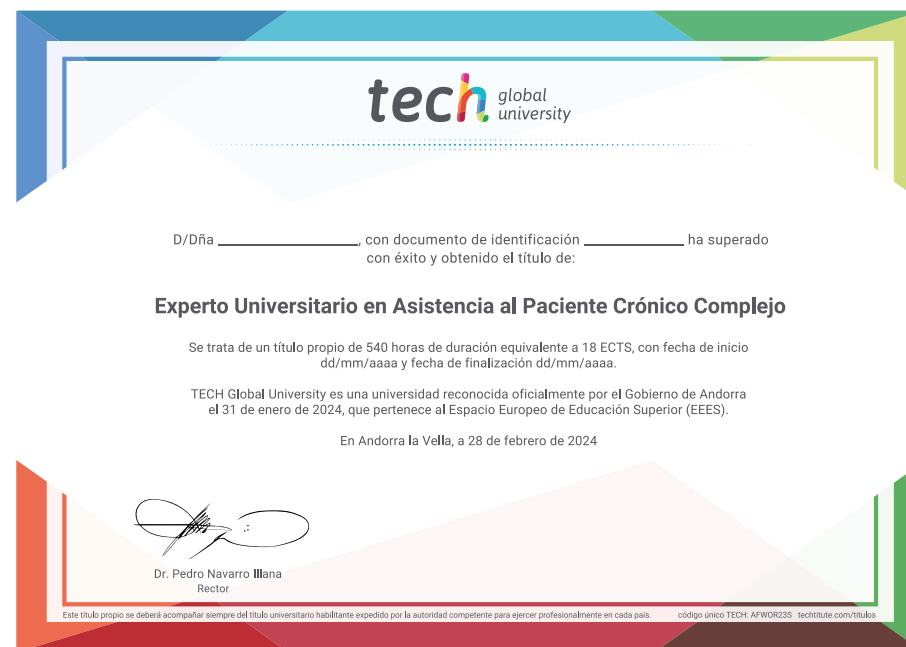 tech global university
D/Dña ____________________, con documento de identificación ______________ ha superado
con éxito y obtenido el título de:
Experto Universitario en Asistencia al Paciente Crónico Complejo
Se trata de un título propio de 540 horas de duración equivalente a 18 ECTS, con fecha de inicio
dd/mm/aaaa y fecha de finalización dd/mm/aaaa.
TECH Global University es una universidad reconocida oficialmente por el Gobierno de Andorra
el 31 de enero de 2024, que pertenece al Espacio Europeo de Educación Superior (EEES).
En Andorra la Vella, a 28 de febrero de 2024
Dr. Pedro Navarro Illana
Rector
Este título propio se deberá acompañar siempre del título universitario habilitante expedido por la autoridad competente para ejercer profesionalmente en cada país. código único TECH: AFWOR23S techtitute.com/titulos